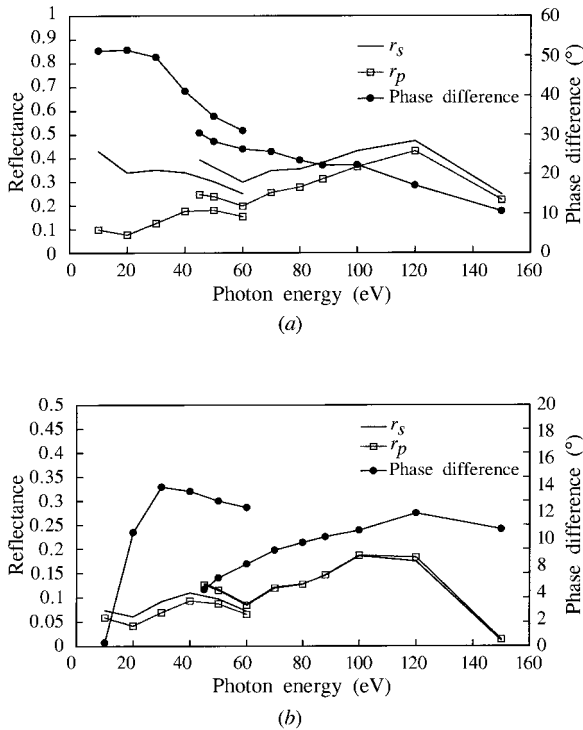 1
0.9
0.8
0.7
0.6
0.5
0.4
0.3
0.2
0.1
0
Reflectance
60
50
40
30
20
10
0
Phase difference (°)
r_s
r_p
Phase difference
0 20 40 60 80 100 120 140 160
Photon energy (eV)
(a)
0.5
0.45
0.4
0.35
0.3
0.25
0.2
0.15
0.1
0.05
0
Reflectance
20
18
16
14
12
10
8
4
2
0
Phase difference (°)
r_s
r_p
Phase difference
0 20 40 60 80 100 120 140 160
Photon energy (eV)
(b)